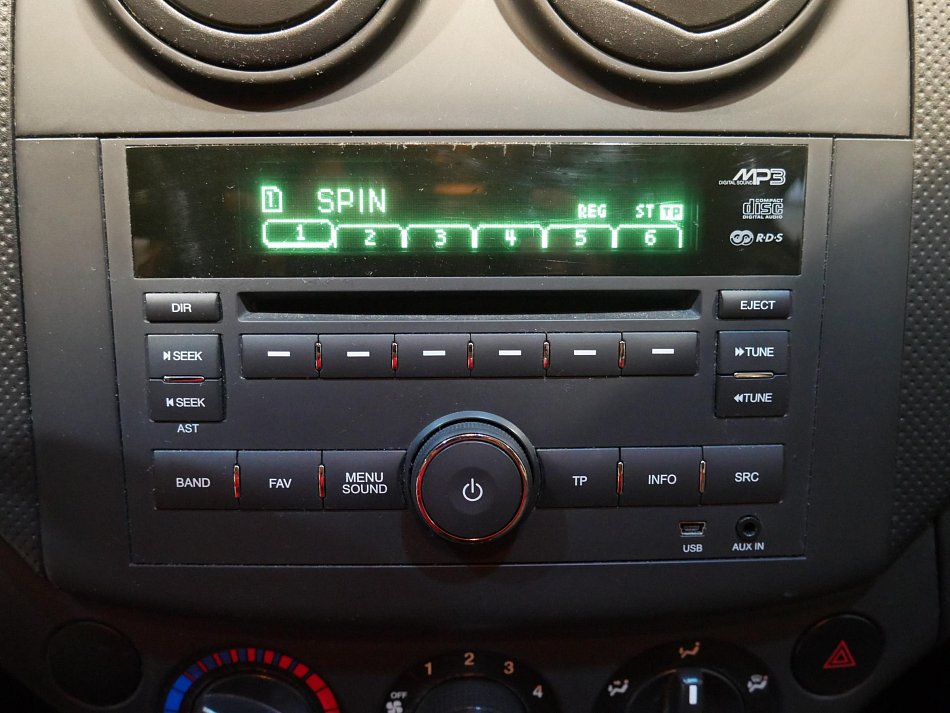 1 SPIN
REG ST TP
1 2 3 4 5 6
MP3
DIGITAL SOUND
COMPACT
disc
DIGITAL AUDIO
R·D·S
DIR
EJECT
SEEK
TUNE
SEEK
TUNE
AST
BAND
FAV
MENU
SOUND
TP
INFO
SRC
USB
AUX IN
OFF
1 2 3 4